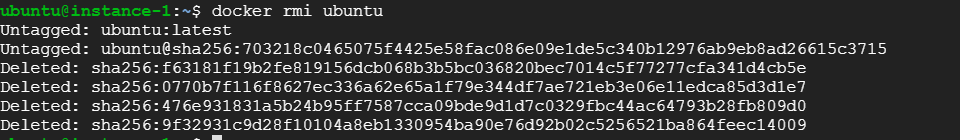 ubuntu@instance-1:~$ docker rmi ubuntu
Untagged: ubuntu:latest
Untagged: ubuntu@sha256:703218c0465075f4425e58fac086e09e1de5c340b12976ab9eb8ad26615c3715
Deleted: sha256:f63181f19b2fe819156dcb068b3b5bc036820bec7014c5f77277cfa341d4cb5e
Deleted: sha256:0770b7f116f8627ec336a62e65a1f79e344df7ae721eb3e06e11edca85d3d1e7
Deleted: sha256:476e931831a5b24b95ff7587cca09bde9d1d7c0329fbc44ac64793b28fb809d0
Deleted: sha256:9f32931c9d28f10104a8eb1330954ba90e76d92b02c5256521ba864feec14009